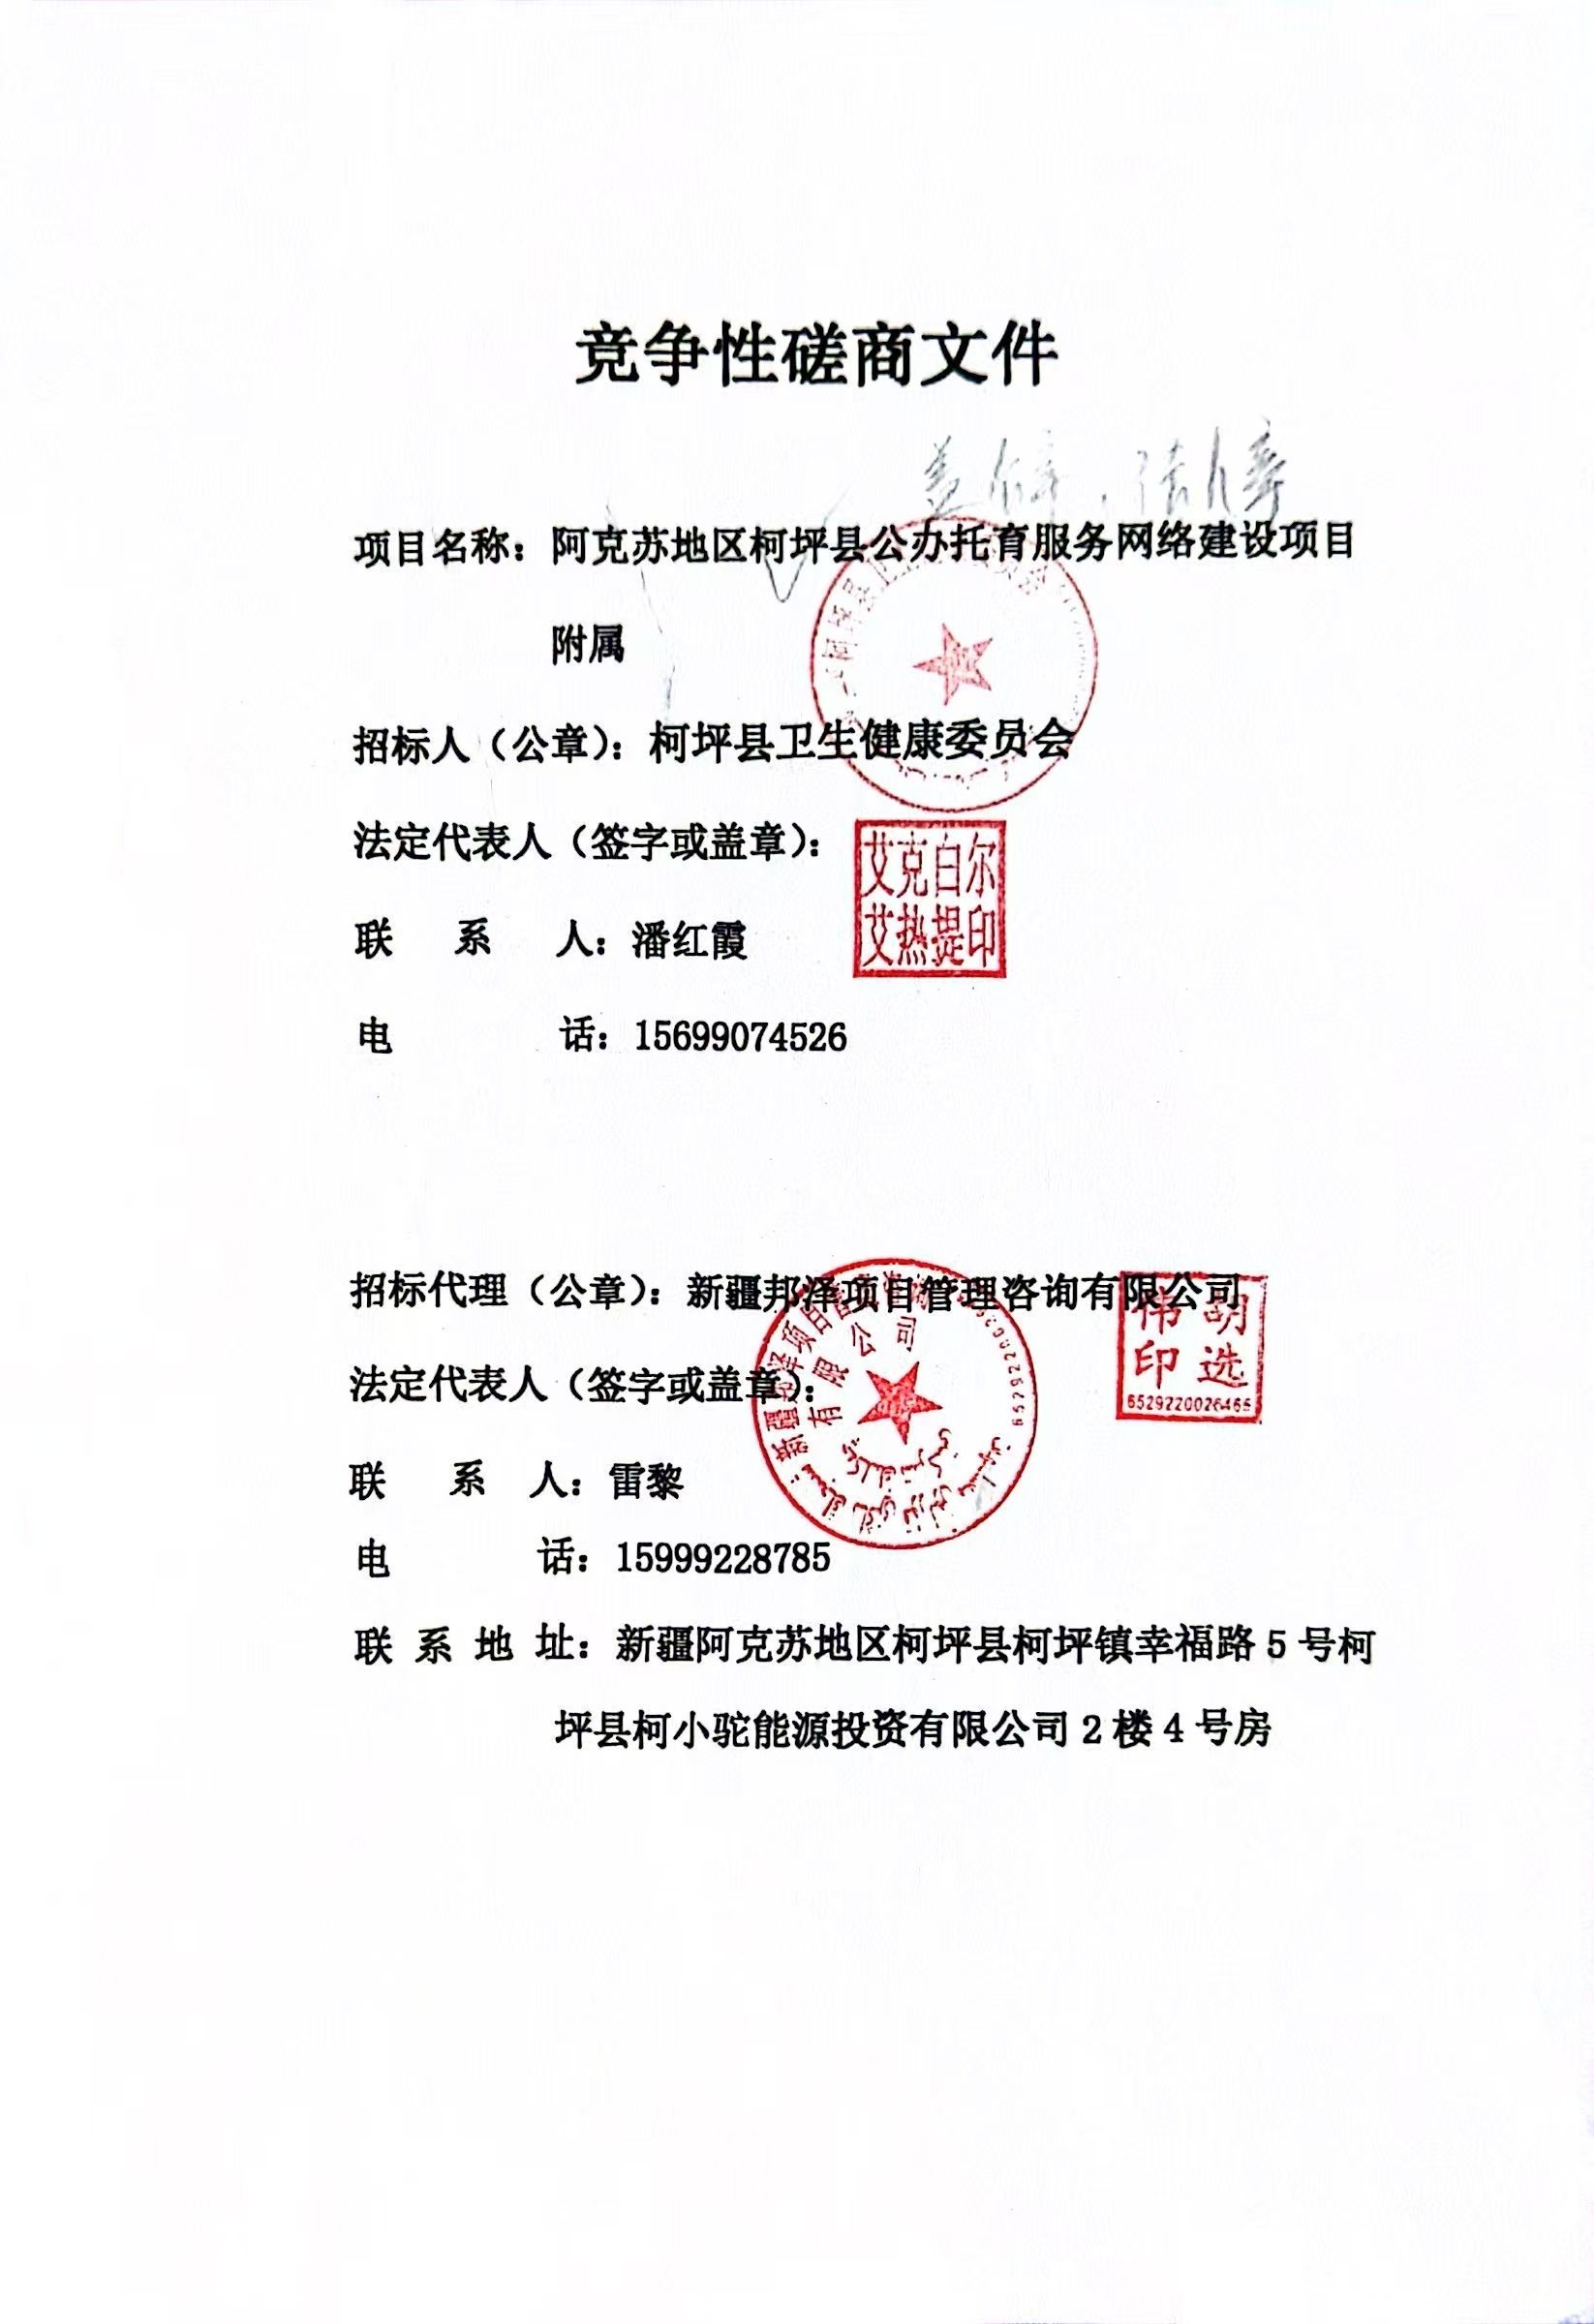 竞争性磋商文件
项目名称：阿克苏地区柯坪县公办托育服务网络建设项目
附属
招标人（公章）：柯坪县卫生健康委员会
法定代表人（签字或盖章）：
艾克白尔
艾热提印
联 系 人：潘红霞
电 话：15699074526
招标代理（公章）：新疆邦泽项目管理咨询有限公司
胡选
伟印
6529220026466
法定代表人（签字或盖章）：
有限公司
联 系 人：雷黎
电 话：15999228785
联 系 地 址：新疆阿克苏地区柯坪县柯坪镇幸福路 5 号柯
坪县柯小驼能源投资有限公司 2 楼 4 号房